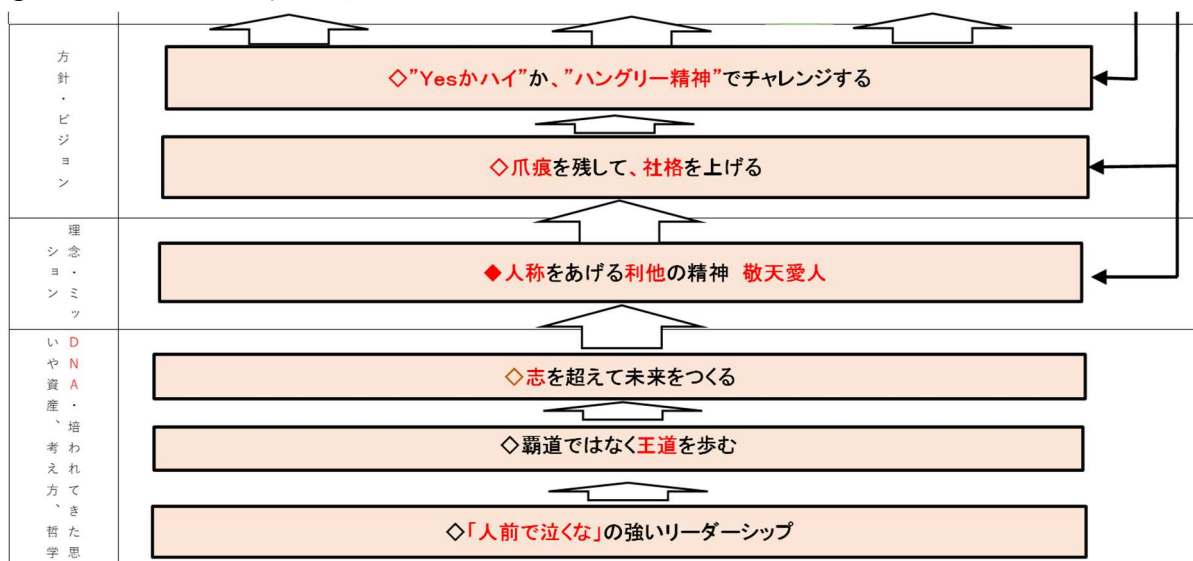 方針・ビジョン
◇”Yesかハイ”か、”ハングリー精神”でチャレンジする
◇爪痕を残して、社格を上げる
理念・ミッション
◆人称をあげる利他の精神　敬天愛人
DNA・培われてきた思いや資産、考え方、哲学
◇志を超えて未来をつくる
◇覇道ではなく王道を歩む
◇「人前で泣くな」の強いリーダーシップ